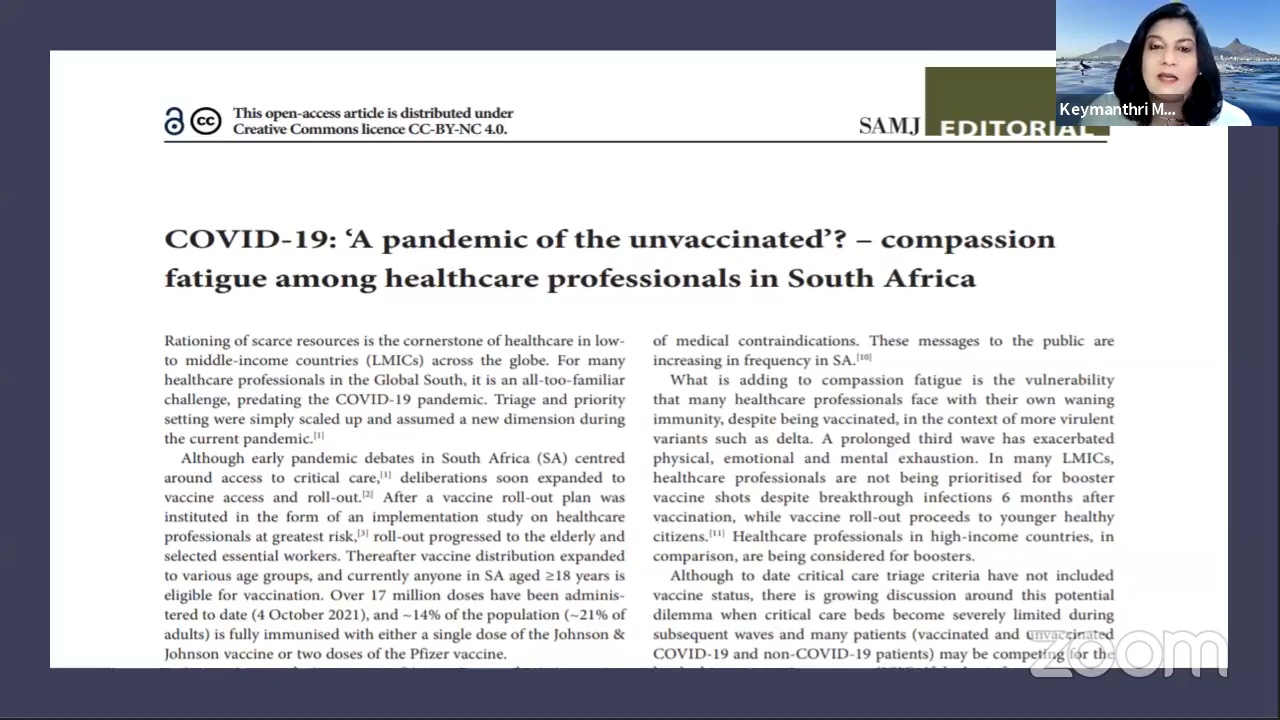 This open-access article is distributed under
Creative Commons licence CC-BY-NC 4.0.
SAMJ
EDITORIAL
Keymanthri M...
COVID-19: ‘A pandemic of the unvaccinated’? – compassion
fatigue among healthcare professionals in South Africa
Rationing of scarce resources is the cornerstone of healthcare in low-
to middle-income countries (LMICs) across the globe. For many
healthcare professionals in the Global South, it is an all-too-familiar
challenge, predating the COVID-19 pandemic. Triage and priority
setting were simply scaled up and assumed a new dimension during
the current pandemic.[1]
Although early pandemic debates in South Africa (SA) centred
around access to critical care,[1] deliberations soon expanded to
vaccine access and roll-out.[2] After a vaccine roll-out plan was
instituted in the form of an implementation study on healthcare
professionals at greatest risk,[3] roll-out progressed to the elderly and
selected essential workers. Thereafter vaccine distribution expanded
to various age groups, and currently anyone in SA aged ≥18 years is
eligible for vaccination. Over 17 million doses have been adminis-
tered to date (4 October 2021), and ~14% of the population (~21% of
adults) is fully immunised with either a single dose of the Johnson &
Johnson vaccine or two doses of the Pfizer vaccine.
of medical contraindications. These messages to the public are
increasing in frequency in SA.[10]
What is adding to compassion fatigue is the vulnerability
that many healthcare professionals face with their own waning
immunity, despite being vaccinated, in the context of more virulent
variants such as delta. A prolonged third wave has exacerbated
physical, emotional and mental exhaustion. In many LMICs,
healthcare professionals are not being prioritised for booster
vaccine shots despite breakthrough infections 6 months after
vaccination, while vaccine roll-out proceeds to younger healthy
citizens.[11] Healthcare professionals in high-income countries, in
comparison, are being considered for boosters.
Although to date critical care triage criteria have not included
vaccine status, there is growing discussion around this potential
dilemma when critical care beds become severely limited during
subsequent waves and many patients (vaccinated and unvaccinated
COVID-19 and non-COVID-19 patients) may be competing for the
zoom